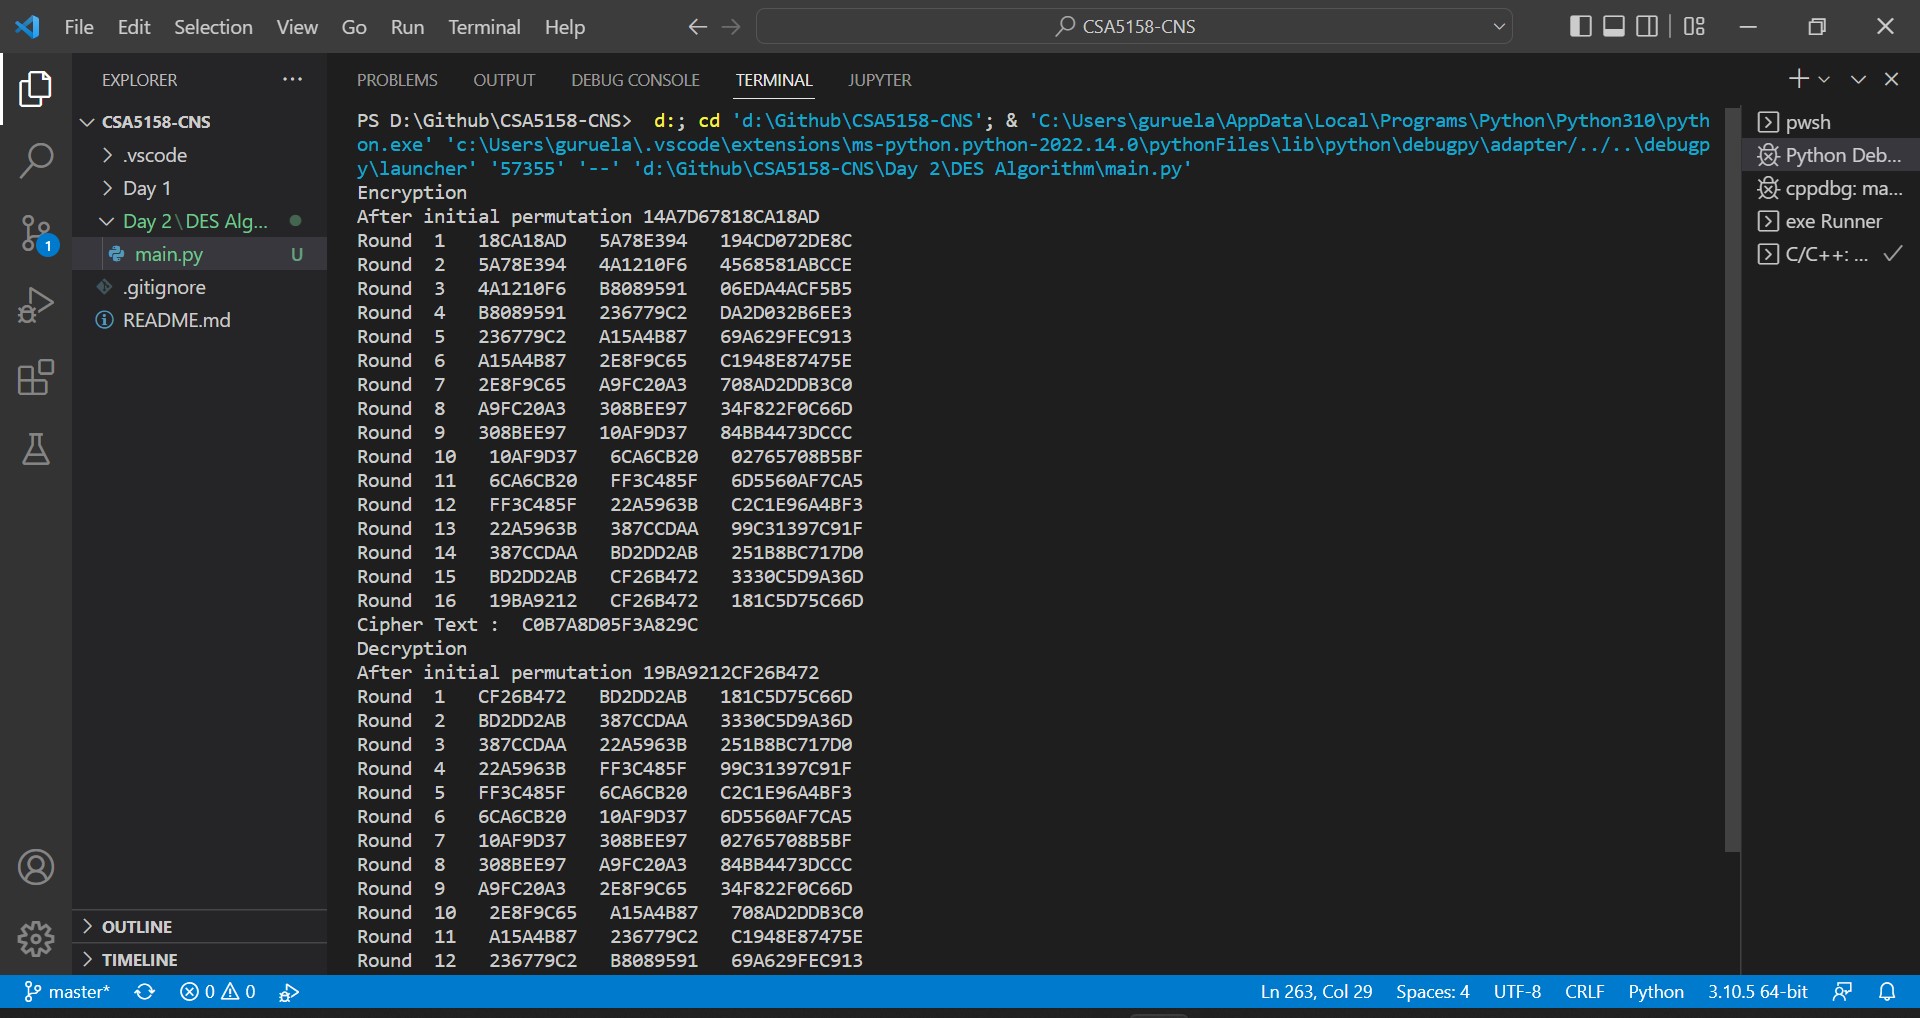 File Edit Selection View Go Run Terminal Help
CSA5158-CNS
EXPLORER
CSA5158-CNS
.vscode
Day 1
Day 2\DES Alg...
main.py U
.gitignore
README.md
OUTLINE
TIMELINE
1
PROBLEMS OUTPUT DEBUG CONSOLE TERMINAL JUPYTER
PS D:\Github\CSA5158-CNS> d:; cd 'd:\Github\CSA5158-CNS'; & 'C:\Users\guruela\AppData\Local\Programs\Python\Python310\pyth
on.exe' 'c:\Users\guruela\.vscode\extensions\ms-python.python-2022.14.0\pythonFiles\lib\python\debugpy\adapter/../..\debugp
y\launcher' '57355' '--' 'd:\Github\CSA5158-CNS\Day 2\DES Algorithm\main.py'
Encryption
After initial permutation 14A7D67818CA18AD
Round 1 18CA18AD 5A78E394 194CD072DE8C
Round 2 5A78E394 4A1210F6 4568581ABCCE
Round 3 4A1210F6 B8089591 06EDA4ACF5B5
Round 4 B8089591 236779C2 DA2D032B6EE3
Round 5 236779C2 A15A4B87 69A629FEC913
Round 6 A15A4B87 2E8F9C65 C1948E87475E
Round 7 2E8F9C65 A9FC20A3 708AD2DDB3C0
Round 8 A9FC20A3 308BEE97 34F822F0C66D
Round 9 308BEE97 10AF9D37 84BB4473DCCC
Round 10 10AF9D37 6CA6CB20 02765708B5BF
Round 11 6CA6CB20 FF3C485F 6D5560AF7CA5
Round 12 FF3C485F 22A5963B C2C1E96A4BF3
Round 13 22A5963B 387CCDAA 99C31397C91F
Round 14 387CCDAA BD2DD2AB 251B8BC717D0
Round 15 BD2DD2AB CF26B472 3330C5D9A36D
Round 16 19BA9212 CF26B472 181C5D75C66D
Cipher Text : C0B7A8D05F3A829C
Decryption
After initial permutation 19BA9212CF26B472
Round 1 CF26B472 BD2DD2AB 181C5D75C66D
Round 2 BD2DD2AB 387CCDAA 3330C5D9A36D
Round 3 387CCDAA 22A5963B 251B8BC717D0
Round 4 22A5963B FF3C485F 99C31397C91F
Round 5 FF3C485F 6CA6CB20 C2C1E96A4BF3
Round 6 6CA6CB20 10AF9D37 6D5560AF7CA5
Round 7 10AF9D37 308BEE97 02765708B5BF
Round 8 308BEE97 A9FC20A3 84BB4473DCCC
Round 9 A9FC20A3 2E8F9C65 34F822F0C66D
Round 10 2E8F9C65 A15A4B87 708AD2DDB3C0
Round 11 A15A4B87 236779C2 C1948E87475E
Round 12 236779C2 B8089591 69A629FEC913
pwsh
Python Deb...
cppdbg: ma...
exe Runner
C/C++: ...
master* 0 0 Ln 263, Col 29 Spaces: 4 UTF-8 CRLF Python 3.10.5 64-bit